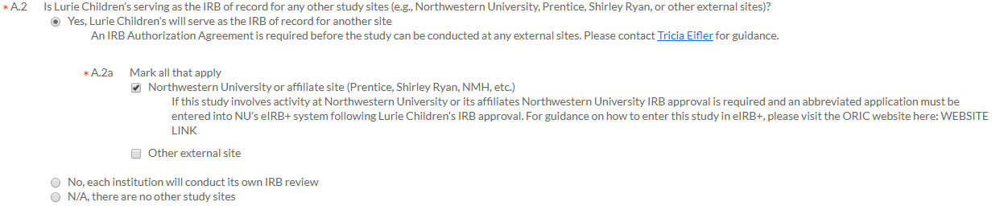 * A.2 Is Lurie Children's serving as the IRB of record for any other study sites (e.g., Northwestern University, Prentice, Shirley Ryan, or other external sites)?
Yes, Lurie Children's will serve as the IRB of record for another site
An IRB Authorization Agreement is required before the study can be conducted at any external sites. Please contact Tricia Eifler for guidance.
* A.2a Mark all that apply
Northwestern University or affiliate site (Prentice, Shirley Ryan, NMH, etc.)
If this study involves activity at Northwestern University or its affiliates Northwestern University IRB approval is required and an abbreviated application must be
entered into NU's eIRB+ system following Lurie Children's IRB approval. For guidance on how to enter this study in eIRB+, please visit the ORIC website here: WEBSITE
LINK
Other external site
No, each institution will conduct its own IRB review
N/A, there are no other study sites